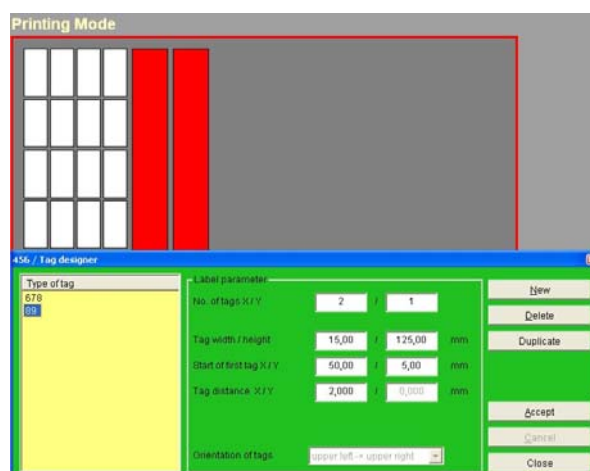 Printing Mode
456 / Tag designer
Type of tag
678
89
Label parameter
No. of tags X / Y 2 / 1
Tag width / height 15,00 / 125,00 mm
Start of first tag X / Y 50,00 / 5,00 mm
Tag distance X / Y 2,000 / 0,000 mm
Orientation of tags upper left -> upper right
New
Delete
Duplicate
Accept
Cancel
Close